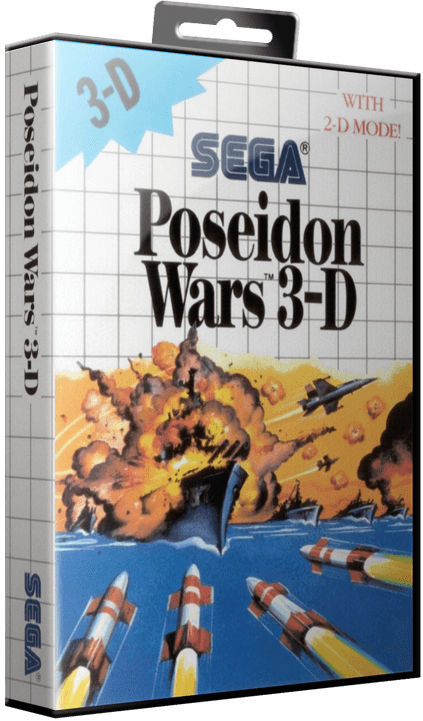 Poseidon Wars™ 3-D
SEGA®
3-D
WITH
2-D MODE!
SEGA®
Poseidon
Wars™ 3-D